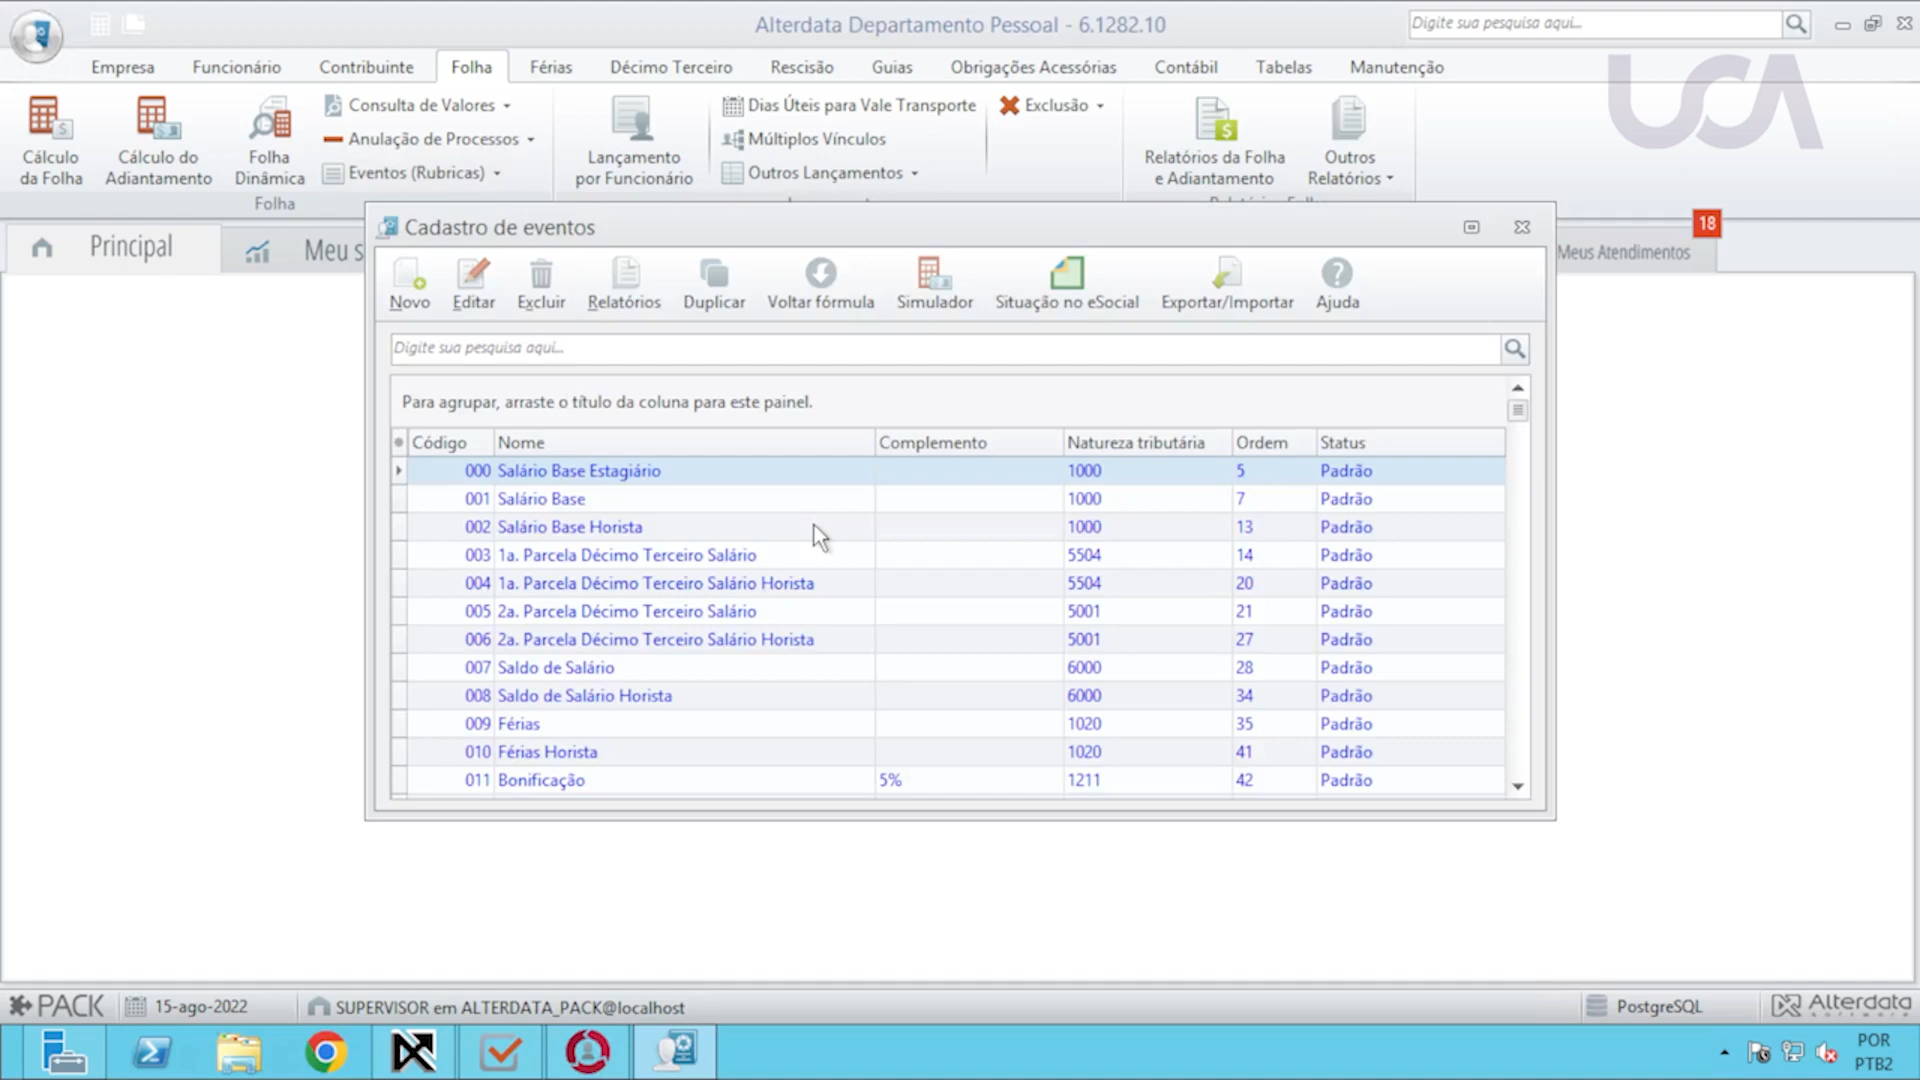 Alterdata Departamento Pessoal - 6.1282.10
Digite sua pesquisa aqui...
Empresa Funcionário Contribuinte Folha Férias Décimo Terceiro Rescisão Guias Obrigações Acessórias Contábil Tabelas Manutenção
UCA
Cálculo da Folha
Cálculo do Adiantamento
Folha Dinâmica
Consulta de Valores
Anulação de Processos
Eventos (Rubricas)
Folha
Lançamento por Funcionário
Dias Úteis para Vale Transporte
Múltiplos Vínculos
Outros Lançamentos
Exclusão
Relatórios da Folha e Adiantamento
Outros Relatórios
Principal
Meu s
Meus Atendimentos
18
Cadastro de eventos
Novo Editar Excluir Relatórios Duplicar Voltar fórmula Simulador Situação no eSocial Exportar/Importar Ajuda
Digite sua pesquisa aqui...
Para agrupar, arraste o título da coluna para este painel.
Código Nome Complemento Natureza tributária Ordem Status
000 Salário Base Estagiário 1000 5 Padrão
001 Salário Base 1000 7 Padrão
002 Salário Base Horista 1000 13 Padrão
003 1a. Parcela Décimo Terceiro Salário 5504 14 Padrão
004 1a. Parcela Décimo Terceiro Salário Horista 5504 20 Padrão
005 2a. Parcela Décimo Terceiro Salário 5001 21 Padrão
006 2a. Parcela Décimo Terceiro Salário Horista 5001 27 Padrão
007 Saldo de Salário 6000 28 Padrão
008 Saldo de Salário Horista 6000 34 Padrão
009 Férias 1020 35 Padrão
010 Férias Horista 1020 41 Padrão
011 Bonificação 5% 1211 42 Padrão
PACK 15-ago-2022 SUPERVISOR em ALTERDATA_PACK@localhost PostgreSQL Alterdata
software
POR
PTB2